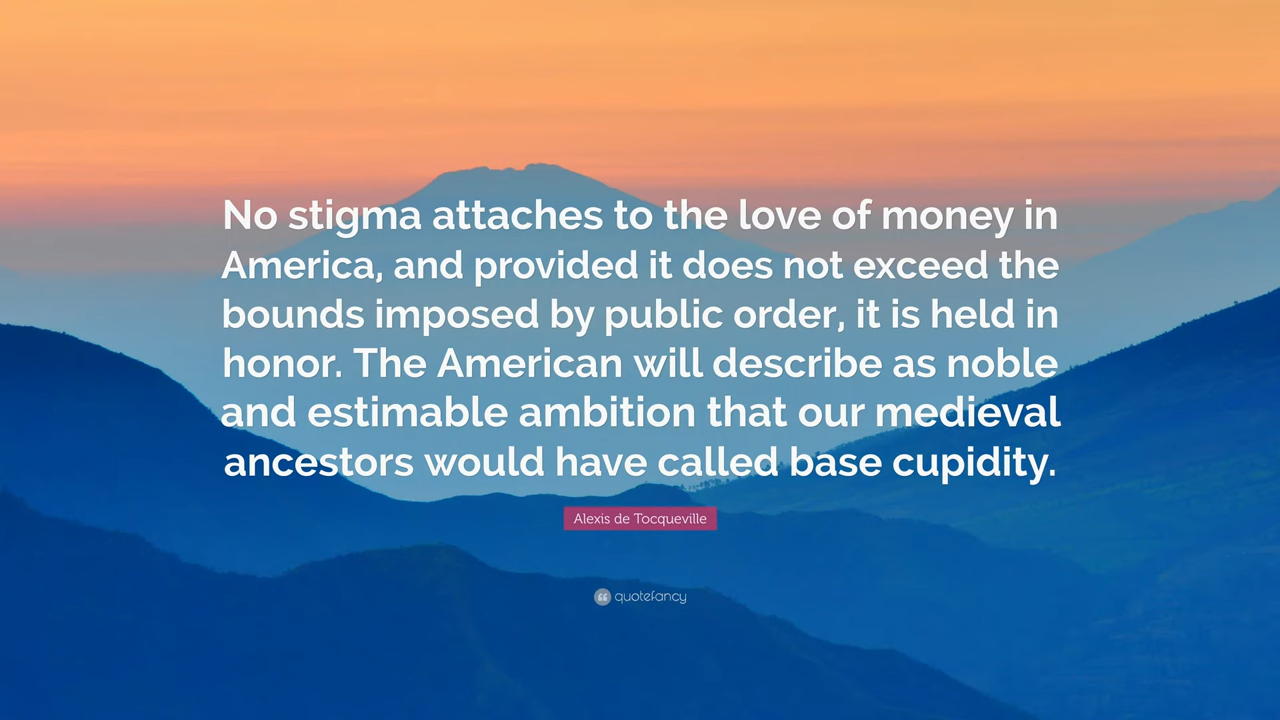 No stigma attaches to the love of money in
America, and provided it does not exceed the
bounds imposed by public order, it is held in
honor. The American will describe as noble
and estimable ambition that our medieval
ancestors would have called base cupidity.
Alexis de Tocqueville
quotefancy